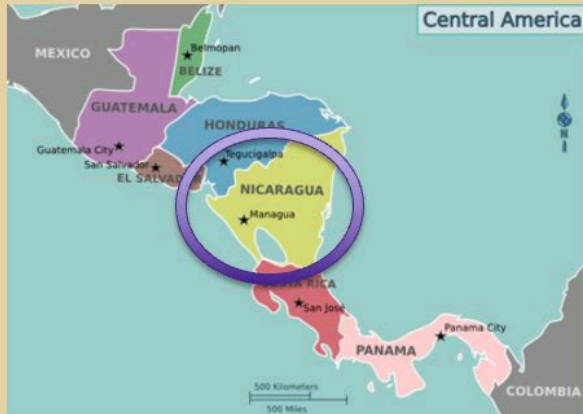 Central America
MEXICO
Belmopan
BELIZE
GUATEMALA
HONDURAS
Guatemala City
Tegucigalpa
San Salvador
EL SALVADOR
NICARAGUA
Managua
N
COSTA RICA
San José
Panama City
PANAMA
500 Kilometers
500 Miles
COLOMBIA